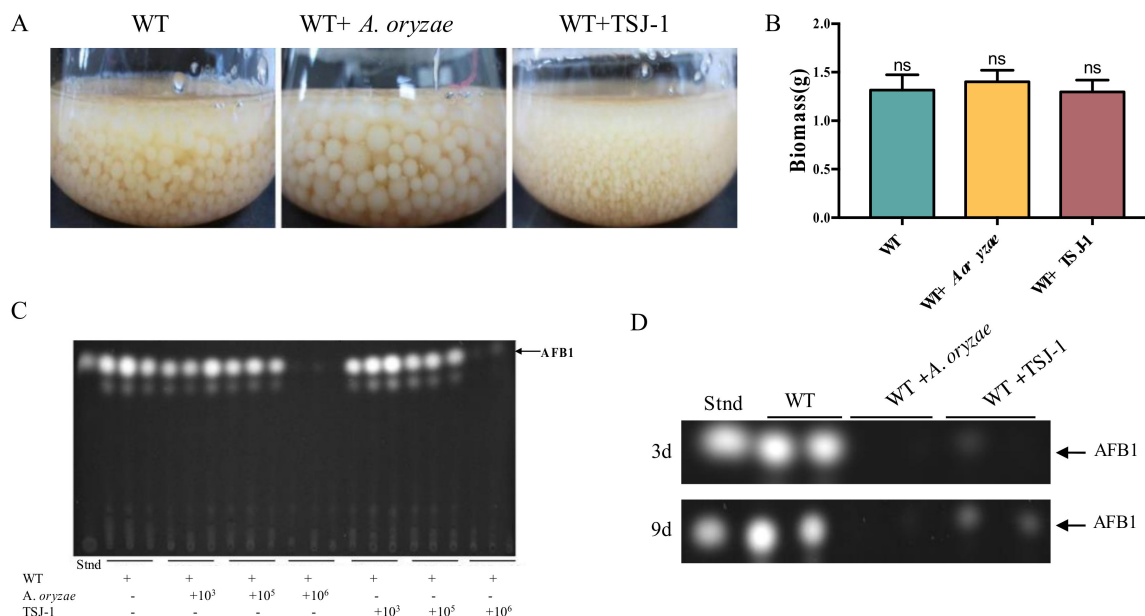 A
WT
WT+ A. oryzae
WT+TSJ-1
B
2.0
1.5
1.0
0.5
0.0
Biomass(g)
ns
ns
ns
WT
WT+ A or yzae
WT+ TSJ-1
C
AFB1
Stnd
WT + + + + + + +
A. oryzae - +10³ +10⁵ +10⁶ - - -
TSJ-1 - - - - +10³ +10⁵ +10⁶
D
Stnd
WT
WT +A. oryzae
WT +TSJ-1
3d
AFB1
9d
AFB1